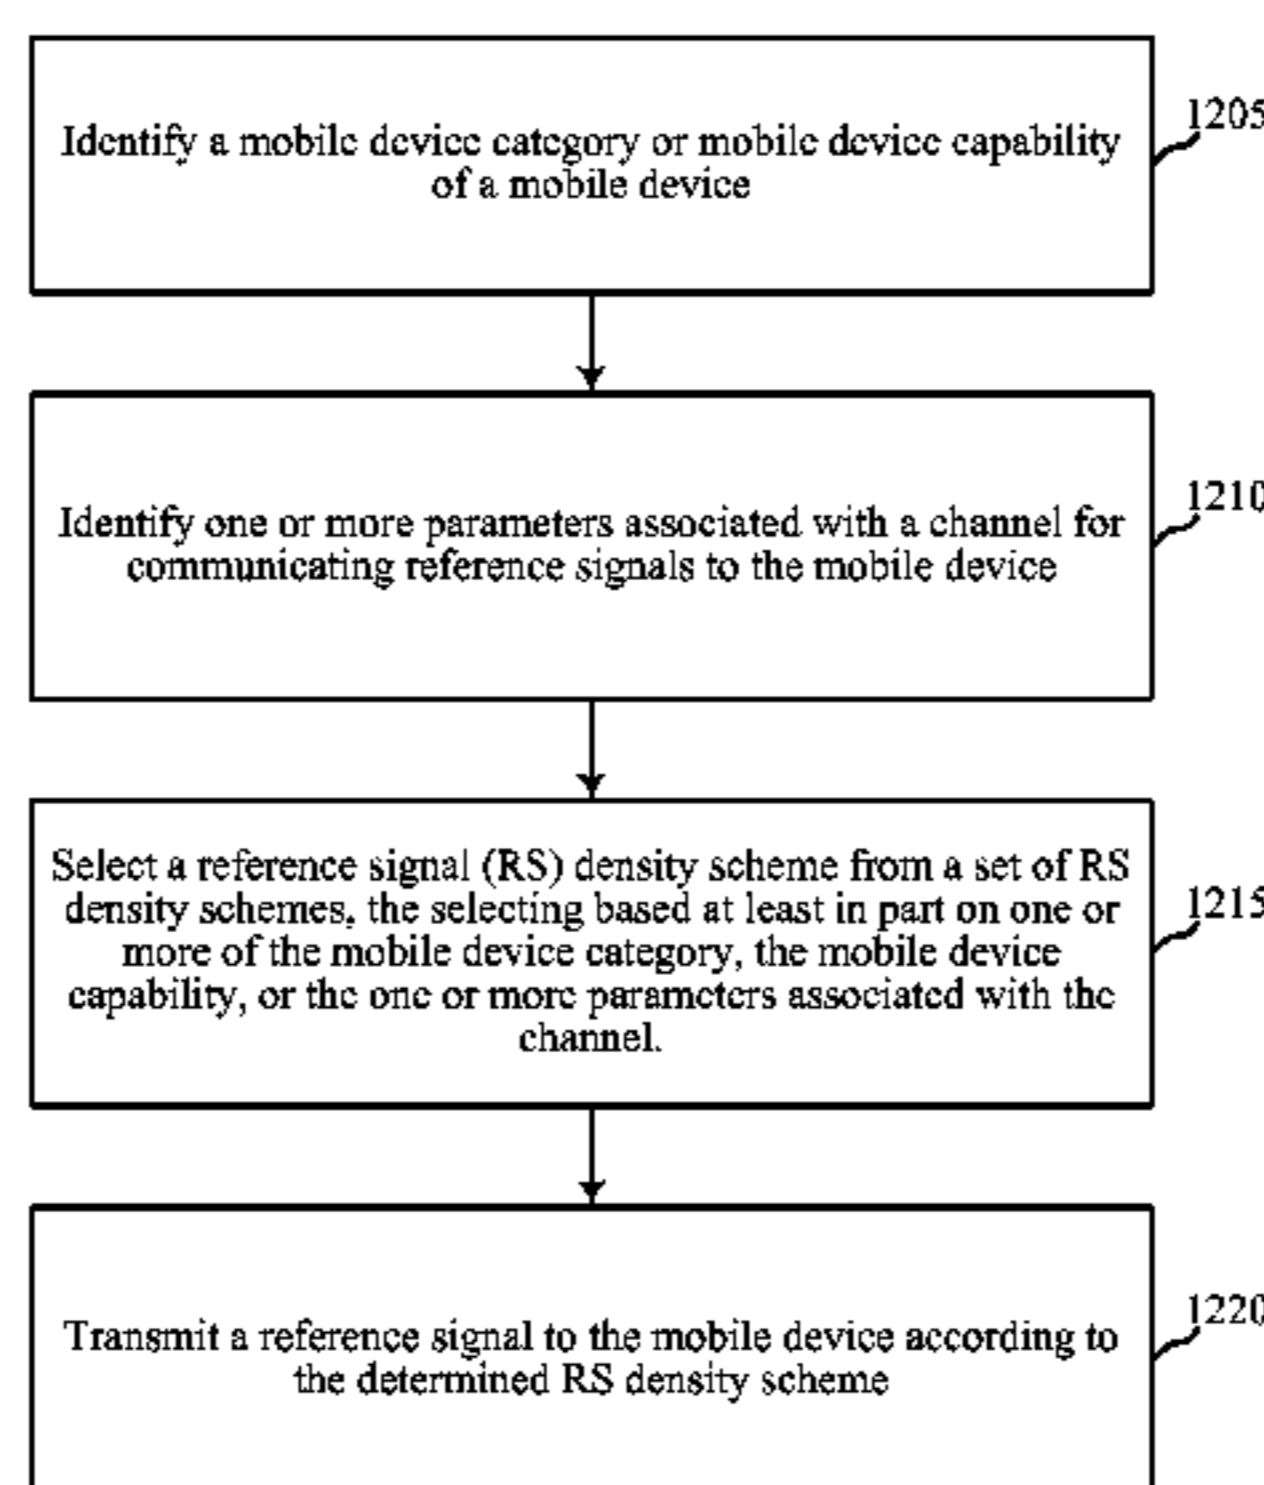 Identify a mobile device category or mobile device capability
of a mobile device
1205
Identify one or more parameters associated with a channel for
communicating reference signals to the mobile device
1210
Select a reference signal (RS) density scheme from a set of RS
density schemes, the selecting based at least in part on one or
more of the mobile device category, the mobile device
capability, or the one or more parameters associated with the
channel.
1215
Transmit a reference signal to the mobile device according to
the determined RS density scheme
1220